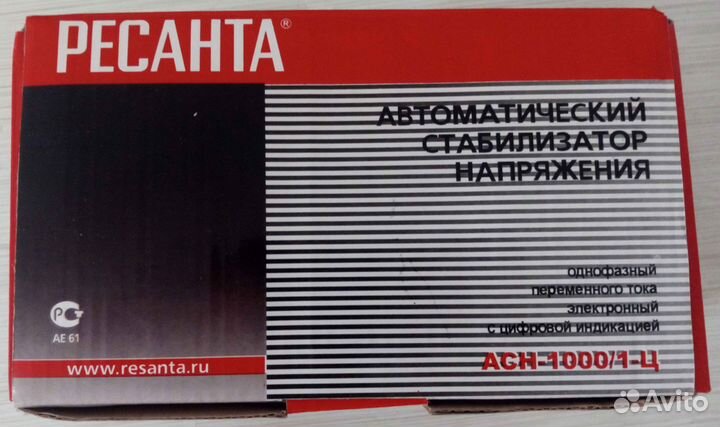 РЕСАНТА®
АВТОМАТИЧЕСКИЙ
СТАБИЛИЗАТОР
НАПРЯЖЕНИЯ
однофазный
переменного тока
электронный
с цифровой индикацией
АСН-1000/1-Ц
РСТ
АЕ 61
www.resanta.ru
Avito